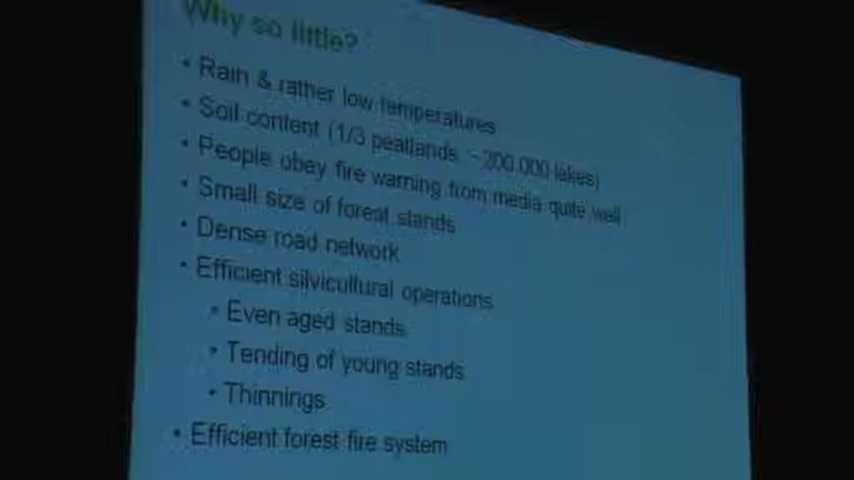 Why so little?
• Rain & rather low temperatures
• Soil content (1/3 peatlands, ~200.000 lakes)
• People obey fire warning from media quite well
• Small size of forest stands
• Dense road network
• Efficient silvicultural operations
• Even aged stands
• Tending of young stands
• Thinnings
• Efficient forest fire system